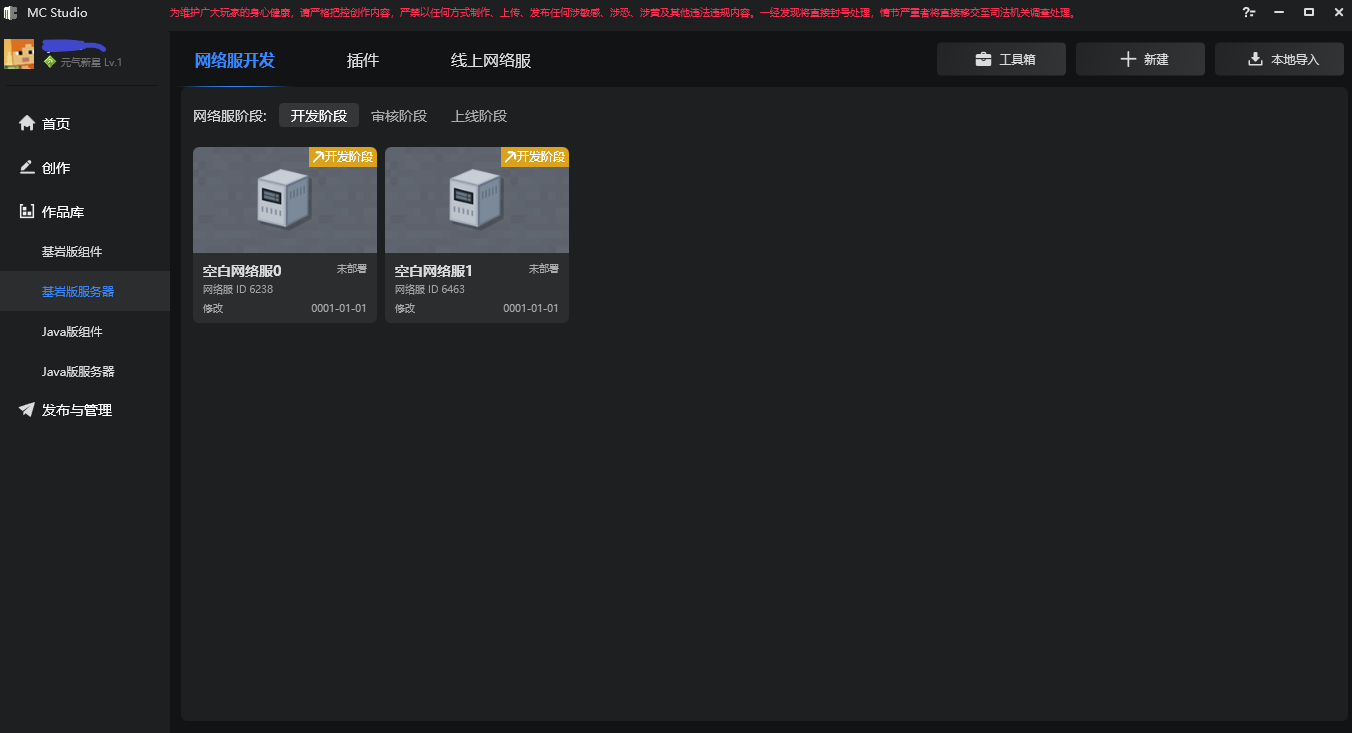 MC Studio
为维护广大玩家的身心健康，请严格把控创作内容，严禁以任何方式制作、上传、发布任何涉敏感、涉恐、涉黄及其他违法违规内容。一经发现将直接封号处理，情节严重者将直接移交至司法机关调查处理。
元气新星 Lv.1
首页
创作
作品库
基岩版组件
基岩版服务器
Java版组件
Java版服务器
发布与管理
网络服开发 插件 线上网络服
工具箱 新建 本地导入
网络服阶段: 开发阶段 审核阶段 上线阶段
开发阶段
空白网络服0 未部署
网络服 ID 6238
修改 0001-01-01
开发阶段
空白网络服1 未部署
网络服 ID 6463
修改 0001-01-01